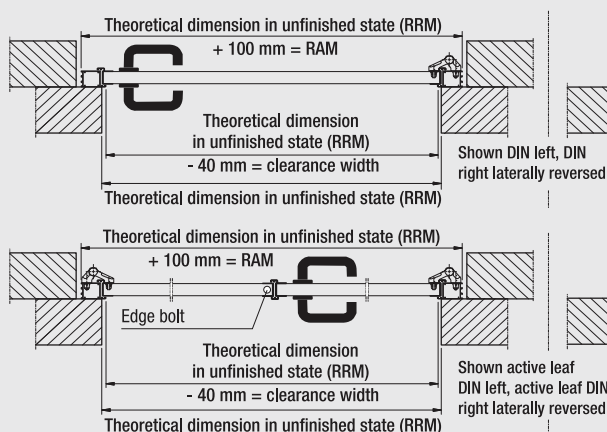 Theoretical dimension in unfinished state (RRM)
+ 100 mm = RAM
Theoretical dimension
in unfinished state (RRM)
- 40 mm = clearance width
Theoretical dimension in unfinished state (RRM)
Shown DIN left, DIN
right laterally reversed
Theoretical dimension in unfinished state (RRM)
+ 100 mm = RAM
Edge bolt
Theoretical dimension
in unfinished state (RRM)
- 40 mm = clearance width
Theoretical dimension in unfinished state (RRM)
Shown active leaf
DIN left, active leaf DIN
right laterally reversed